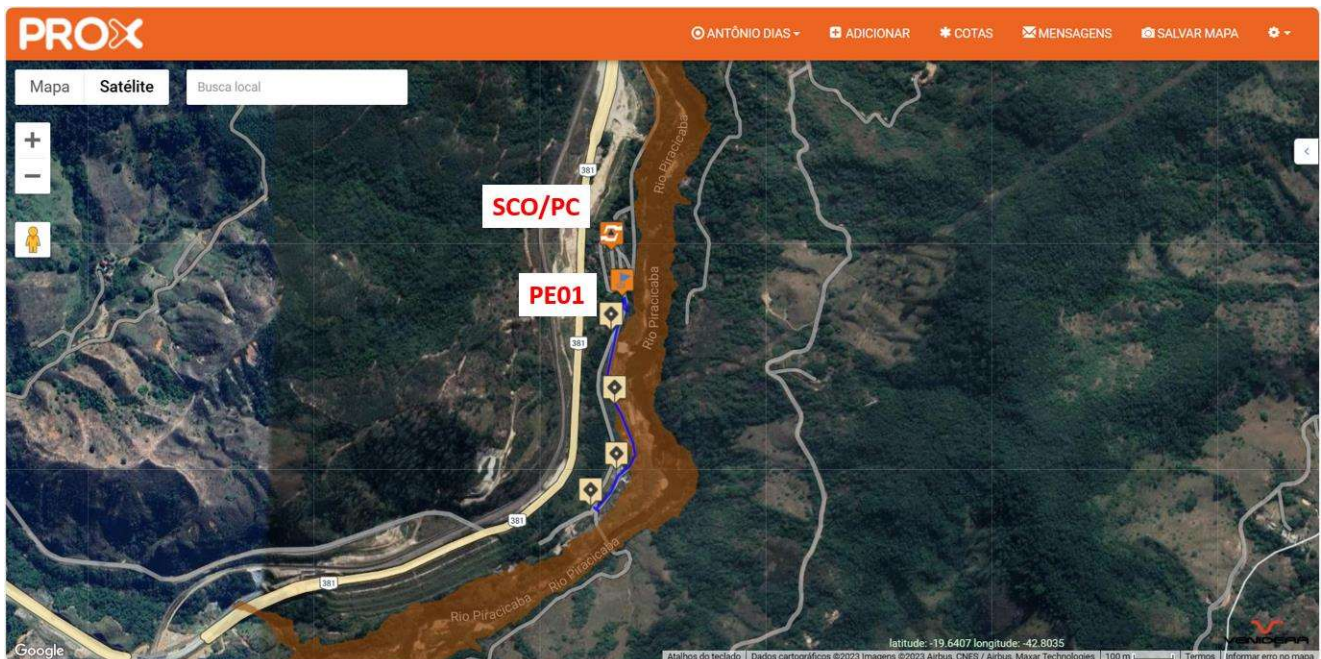 PROX
ANTÔNIO DIAS
ADICIONAR
COTAS
MENSAGENS
SALVAR MAPA
Mapa
Satélite
Busca local
Rio Piracicaba
381
SCO/PC
PE01
Rio Piracicaba
381
381
Rio Piracicaba
Rio Piracicaba
381
latitude: -19.6407 longitude: -42.8035
VENIDERA
Google
Atalhos do teclado
Dados cartográficos ©2023 Imagens ©2023 Airbus, CNES / Airbus, Maxar Technologies
100 m
Termos
Informar erro no mapa